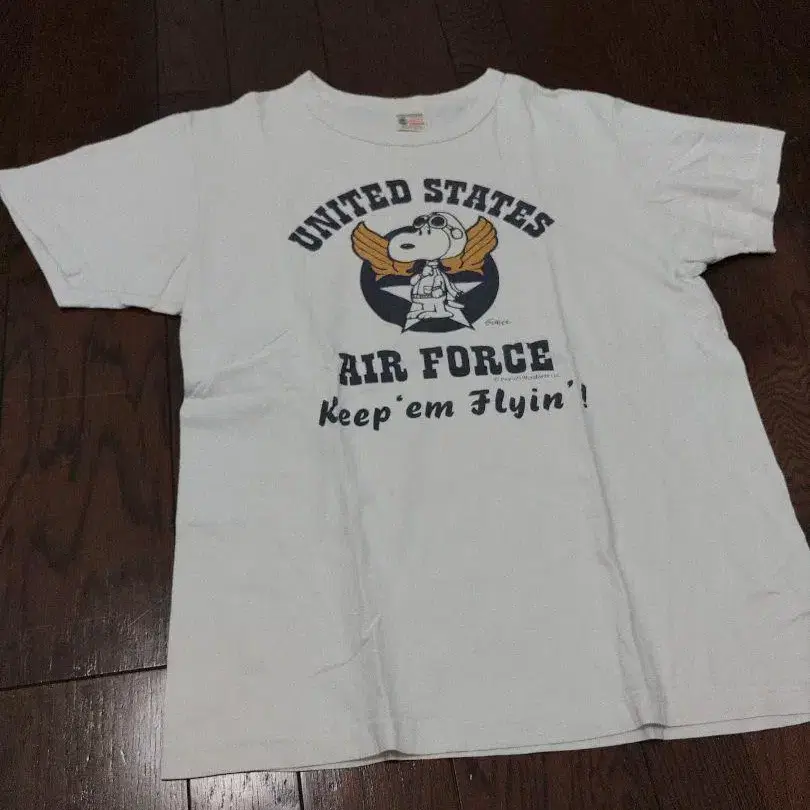 UNITED STATES
AIR FORCE
Keep 'em Flyin'!